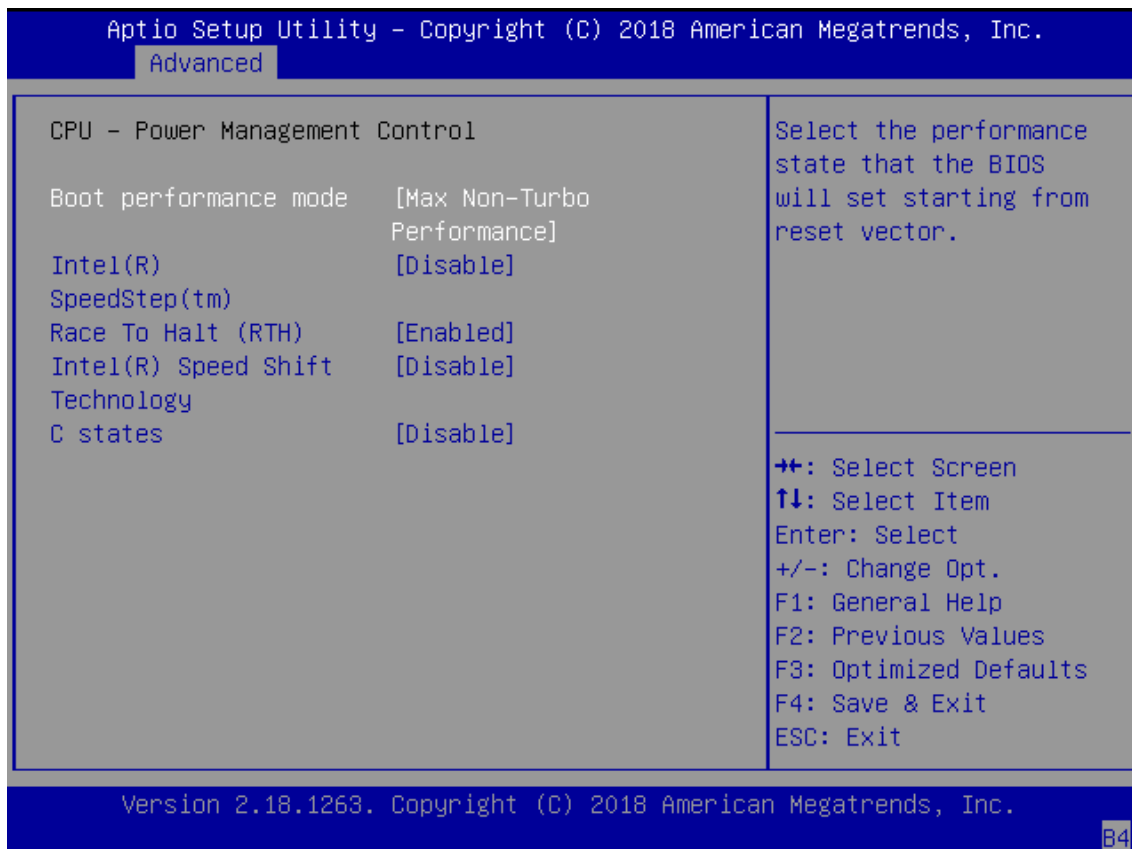 Aptio Setup Utility – Copyright (C) 2018 American Megatrends, Inc.
Advanced
CPU – Power Management Control
Boot performance mode [Max Non-Turbo
Performance]
Intel(R) [Disable]
SpeedStep(tm)
Race To Halt (RTH) [Enabled]
Intel(R) Speed Shift [Disable]
Technology
C states [Disable]
Select the performance
state that the BIOS
will set starting from
reset vector.
→←: Select Screen
↑↓: Select Item
Enter: Select
+/-: Change Opt.
F1: General Help
F2: Previous Values
F3: Optimized Defaults
F4: Save & Exit
ESC: Exit
Version 2.18.1263. Copyright (C) 2018 American Megatrends, Inc.
B4